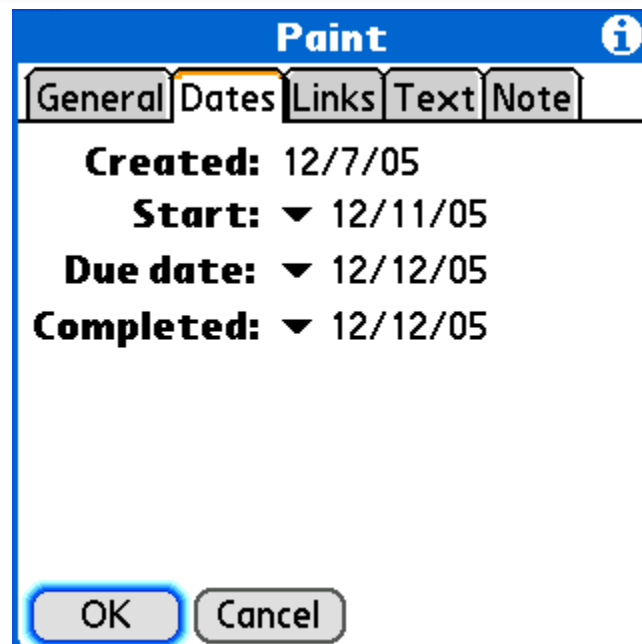 Paint
General Dates Links Text Note
Created: 12/7/05
Start: 12/11/05
Due date: 12/12/05
Completed: 12/12/05
OK Cancel